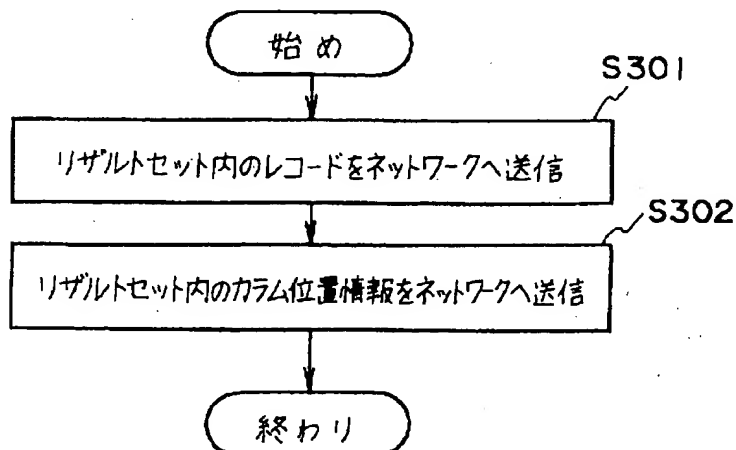 始め
S301
リザルトセット内のレコードをネットワークへ送信
S302
リザルトセット内のカラム位置情報をネットワークへ送信
終わり